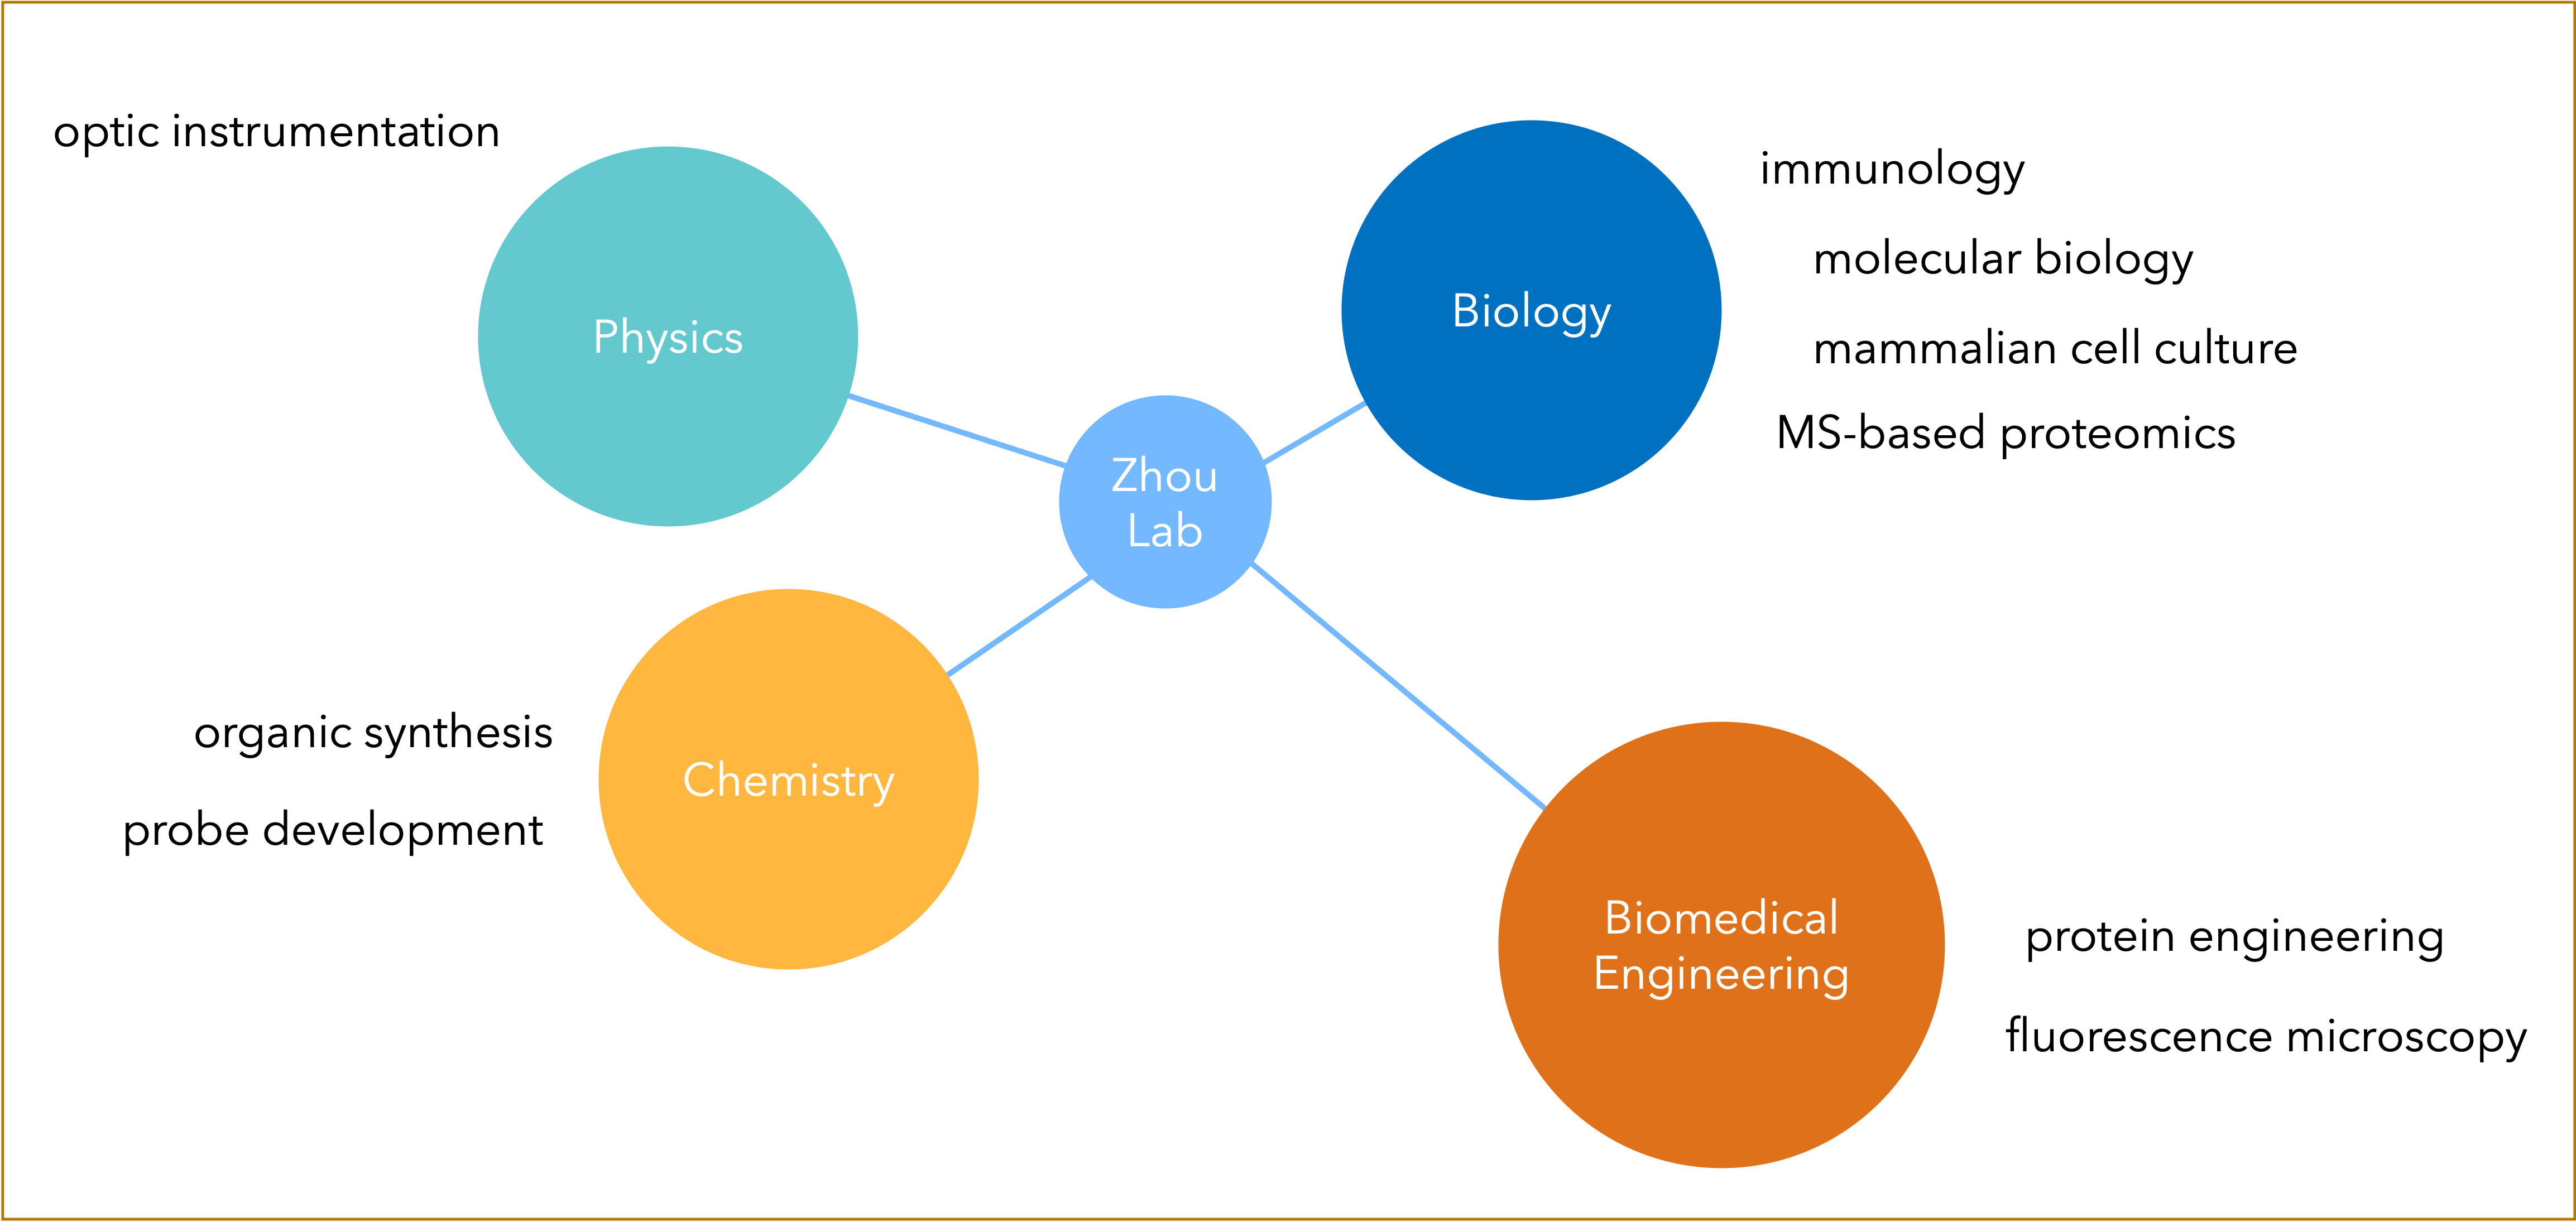 optic instrumentation
Physics
Biology
immunology
molecular biology
mammalian cell culture
MS-based proteomics
Zhou
Lab
organic synthesis
probe development
Chemistry
Biomedical
Engineering
protein engineering
fluorescence microscopy